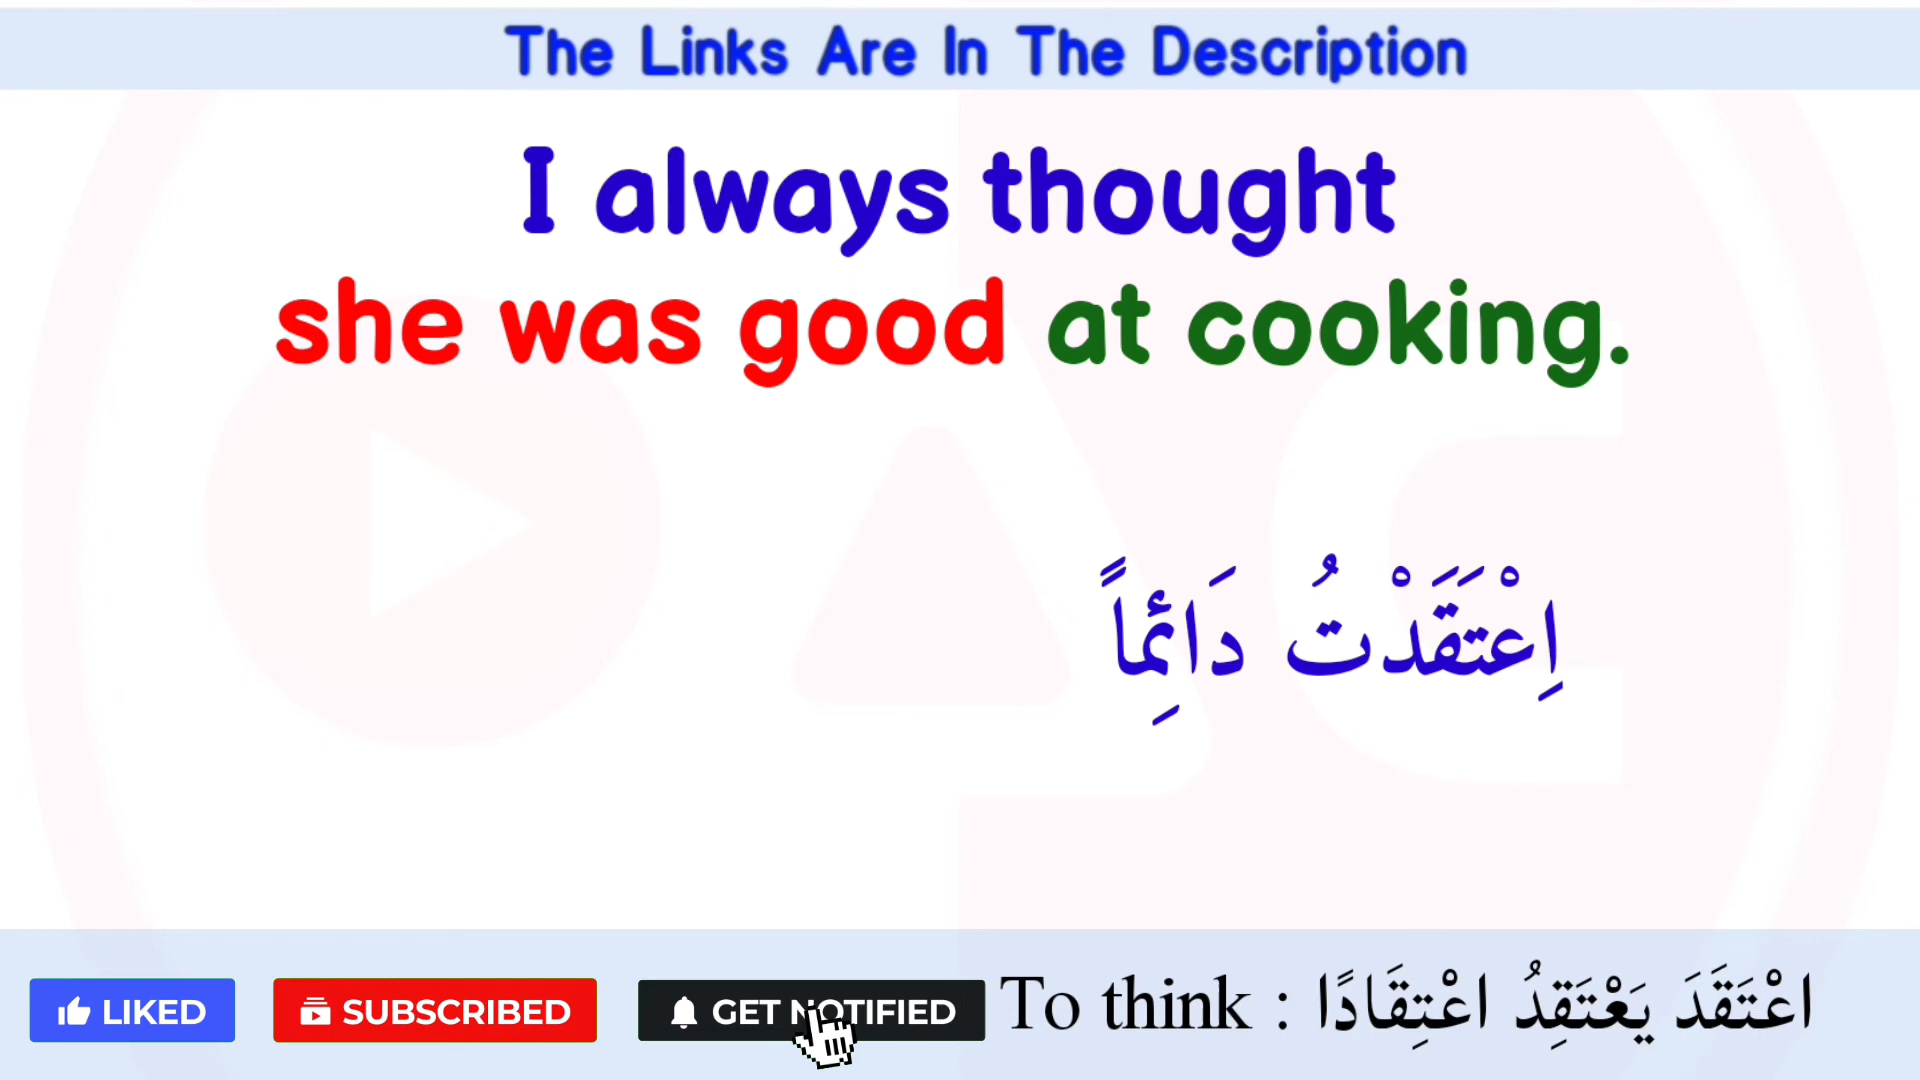 The Links Are In The Description
I always thought
she was good at cooking.
اِعْتَقَدْتُ دَائِماً
LIKED
SUBSCRIBED
GET NOTIFIED
To think : اعْتَقَدَ يَعْتَقِدُ اعْتِقَادًا